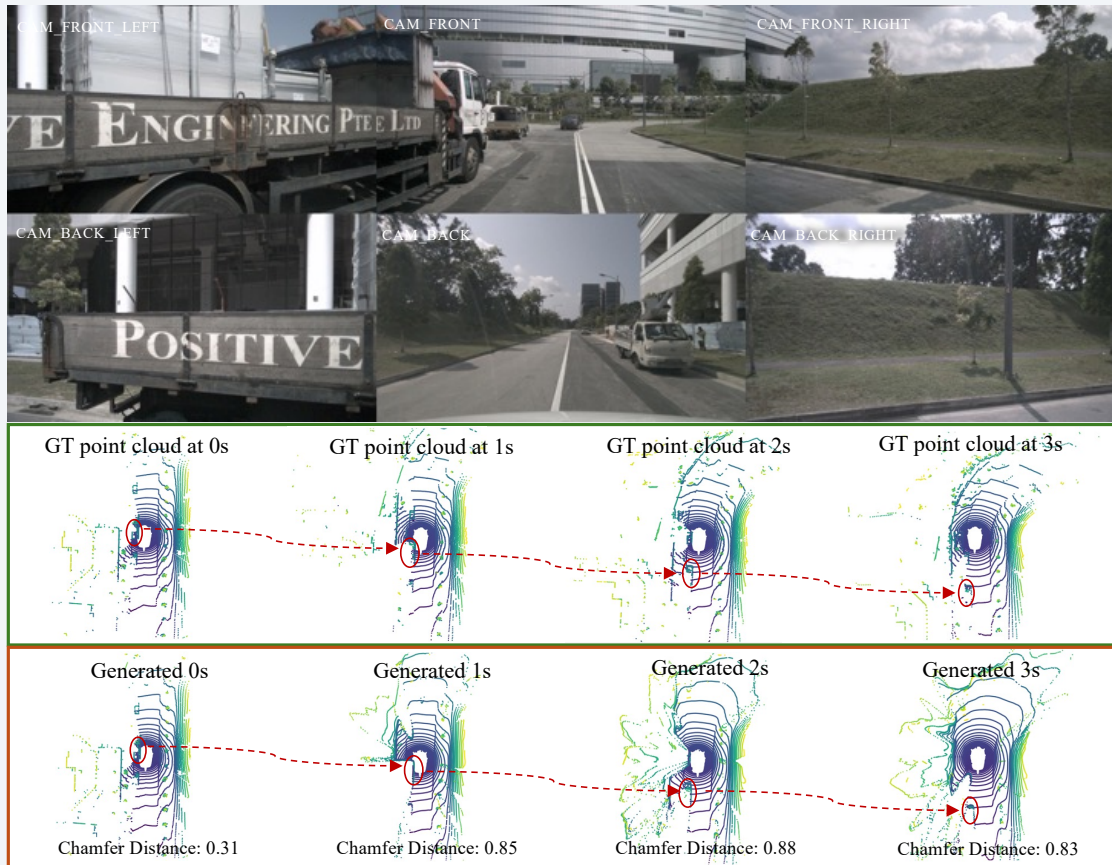 CAM_FRONT_LEFT
CAM_FRONT
CAM_FRONT_RIGHT
VE ENGINEERING PTE E LTD
CAM_BACK_LEFT
CAM_BACK
CAM_BACK_RIGHT
POSITIVE
GT point cloud at 0s
GT point cloud at 1s
GT point cloud at 2s
GT point cloud at 3s
Generated 0s
Generated 1s
Generated 2s
Generated 3s
Chamfer Distance: 0.31
Chamfer Distance: 0.85
Chamfer Distance: 0.88
Chamfer Distance: 0.83